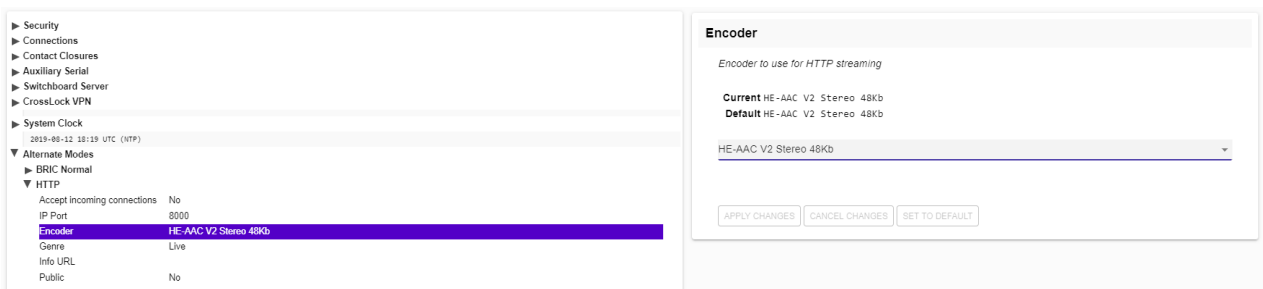 Security
Connections
Contact Closures
Auxiliary Serial
Switchboard Server
CrossLock VPN
System Clock
2019-08-12 18:19 UTC (NTP)
Alternate Modes
BRIC Normal
HTTP
Accept incoming connections No
IP Port 8000
Encoder HE-AAC V2 Stereo 48Kb
Genre Live
Info URL
Public No
Encoder
Encoder to use for HTTP streaming
Current HE-AAC V2 Stereo 48Kb
Default HE-AAC V2 Stereo 48Kb
HE-AAC V2 Stereo 48Kb
APPLY CHANGES CANCEL CHANGES SET TO DEFAULT